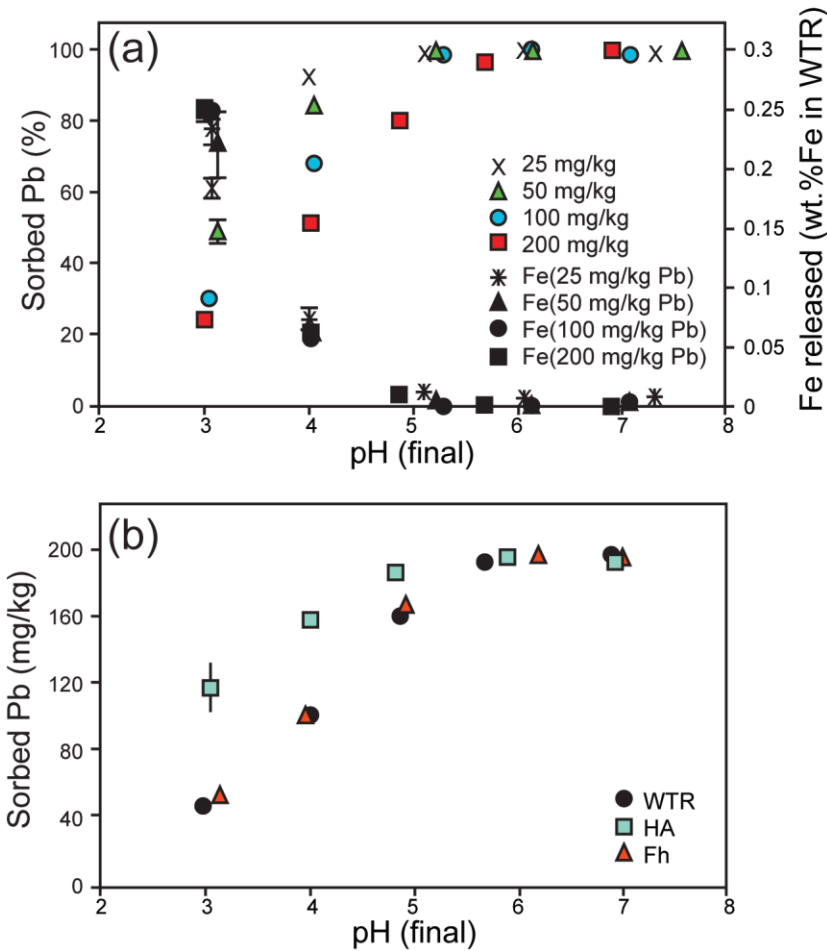 (a)
Sorbed Pb (%)
100
80
60
40
20
0
Fe released (wt.%Fe in WTR)
0.3
0.25
0.2
0.15
0.1
0.05
0
25 mg/kg
50 mg/kg
100 mg/kg
200 mg/kg
Fe(25 mg/kg Pb)
Fe(50 mg/kg Pb)
Fe(100 mg/kg Pb)
Fe(200 mg/kg Pb)
2 3 4 5 6 7 8
pH (final)
(b)
Sorbed Pb (mg/kg)
200
160
120
80
40
0
WTR
HA
Fh
2 3 4 5 6 7 8
pH (final)